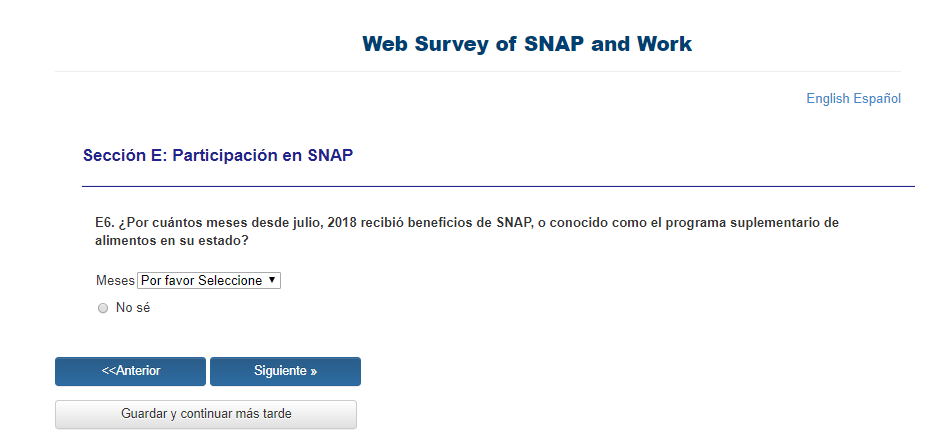 Web Survey of SNAP and Work
English Español
Sección E: Participación en SNAP
E6. ¿Por cuántos meses desde julio, 2018 recibió beneficios de SNAP, o conocido como el programa suplementario de
alimentos en su estado?
Meses Por favor Seleccione ▼
No sé
<<Anterior Siguiente »
Guardar y continuar más tarde